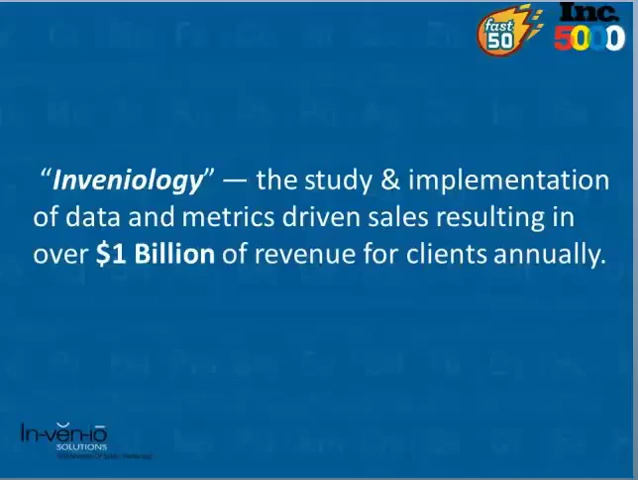 fast
50
Inc.
5000
“Inveniology” — the study & implementation
of data and metrics driven sales resulting in
over $1 Billion of revenue for clients annually.
In·vĕn·iō
SOLUTIONS